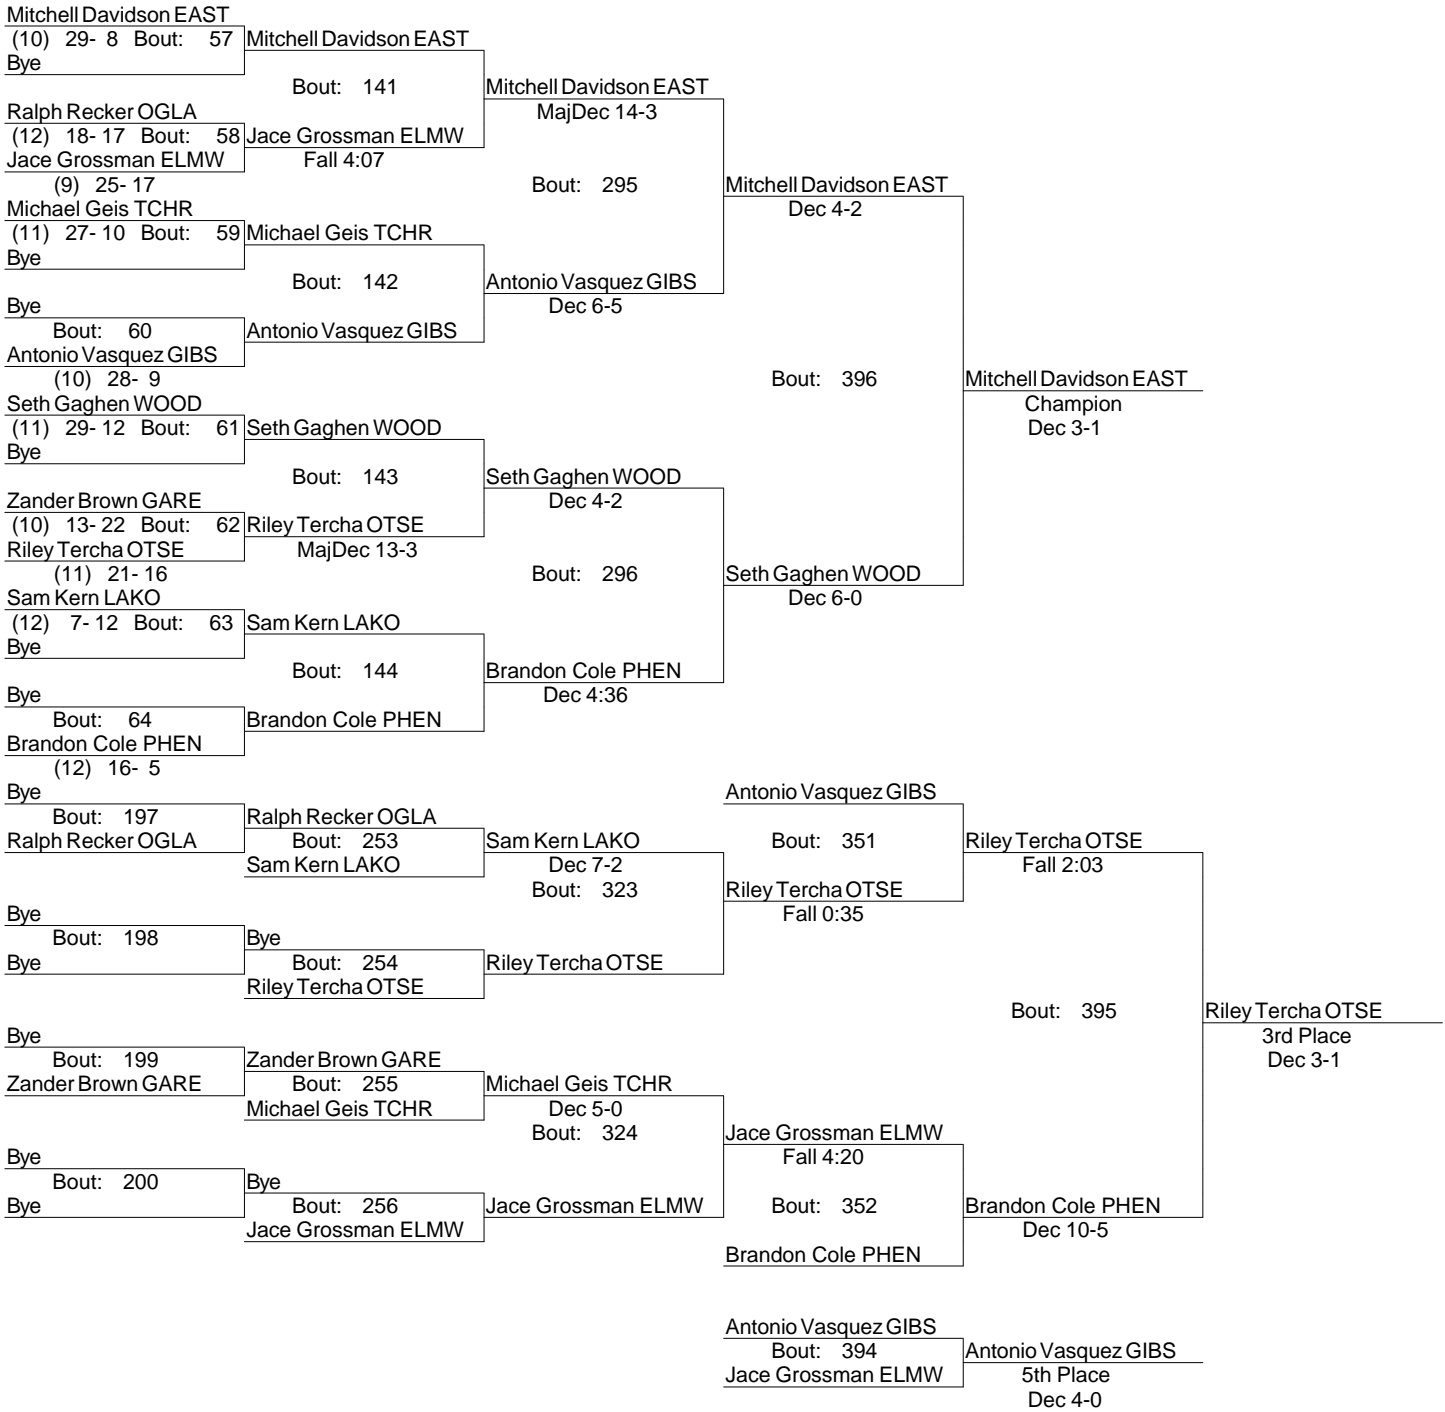 Mitchell Davidson EAST
(10) 29- 8 Bout: 57 Mitchell Davidson EAST
Bye
Bout: 141 Mitchell Davidson EAST
Ralph Recker OGLA MajDec 14-3
(12) 18- 17 Bout: 58 Jace Grossman ELMW
Jace Grossman ELMW Fall 4:07
(9) 25- 17 Bout: 295 Mitchell Davidson EAST
Michael Geis TCHR Dec 4-2
(11) 27- 10 Bout: 59 Michael Geis TCHR
Bye
Bout: 142 Antonio Vasquez GIBS
Bye Dec 6-5
Bout: 60 Antonio Vasquez GIBS
Antonio Vasquez GIBS
(10) 28- 9 Bout: 396 Mitchell Davidson EAST
Seth Gaghen WOOD Champion
(11) 29- 12 Bout: 61 Seth Gaghen WOOD Dec 3-1
Bye
Bout: 143 Seth Gaghen WOOD
Zander Brown GARE Dec 4-2
(10) 13- 22 Bout: 62 Riley Tercha OTSE
Riley Tercha OTSE MajDec 13-3
(11) 21- 16 Bout: 296 Seth Gaghen WOOD
Sam Kern LAKO Dec 6-0
(12) 7- 12 Bout: 63 Sam Kern LAKO
Bye
Bout: 144 Brandon Cole PHEN
Bye Dec 4:36
Bout: 64 Brandon Cole PHEN
Brandon Cole PHEN
(12) 16- 5
Bye Antonio Vasquez GIBS
Bout: 197 Ralph Recker OGLA
Ralph Recker OGLA Bout: 253 Sam Kern LAKO Bout: 351 Riley Tercha OTSE
Sam Kern LAKO Dec 7-2 Fall 2:03
Bout: 323 Riley Tercha OTSE
Bye Fall 0:35
Bout: 198 Bye
Bye Bout: 254 Riley Tercha OTSE
Riley Tercha OTSE
Bout: 395 Riley Tercha OTSE
Bye 3rd Place
Bout: 199 Zander Brown GARE Dec 3-1
Zander Brown GARE Bout: 255 Michael Geis TCHR
Michael Geis TCHR Dec 5-0
Bout: 324 Jace Grossman ELMW
Bye Fall 4:20
Bout: 200 Bye
Bye Bout: 256 Jace Grossman ELMW Bout: 352 Brandon Cole PHEN
Jace Grossman ELMW Dec 10-5
Brandon Cole PHEN
Antonio Vasquez GIBS
Bout: 394 Antonio Vasquez GIBS
Jace Grossman ELMW 5th Place
Dec 4-0